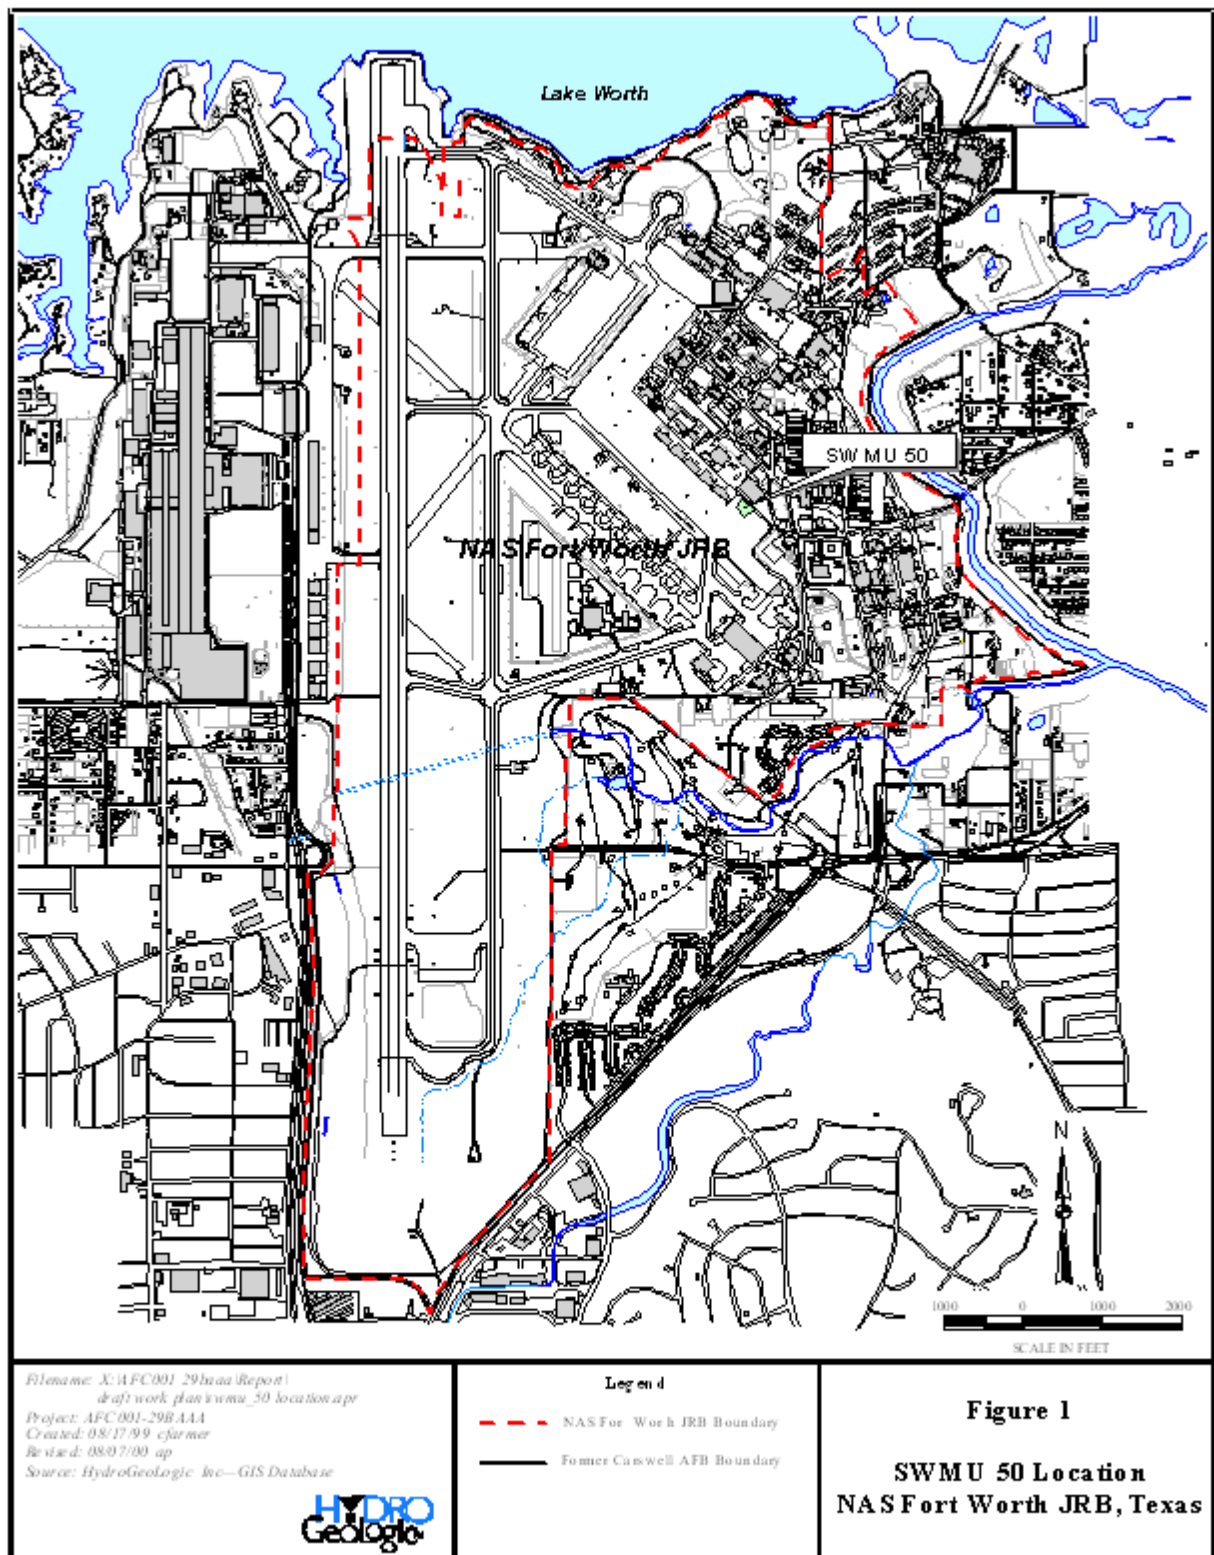 Lake Worth
SWMU 50
NAS Fort Worth JRB
N
1000 0 1000 2000
SCALE IN FEET
Filename: X:\AFC001\29baaa\Report\
draft work plan\swmu_50 location.apr
Project: AFC001-29BAAA
Created: 08/17/99 cfarmer
Revised: 08/07/00 ap
Source: HydroGeoLogic Inc—GIS Database
HYDRO
GeoLogic
Legend
NAS For Worh JRB Boundary
Former Carswell AFB Boundary
Figure 1
SWMU 50 Location
NAS Fort Worth JRB, Texas